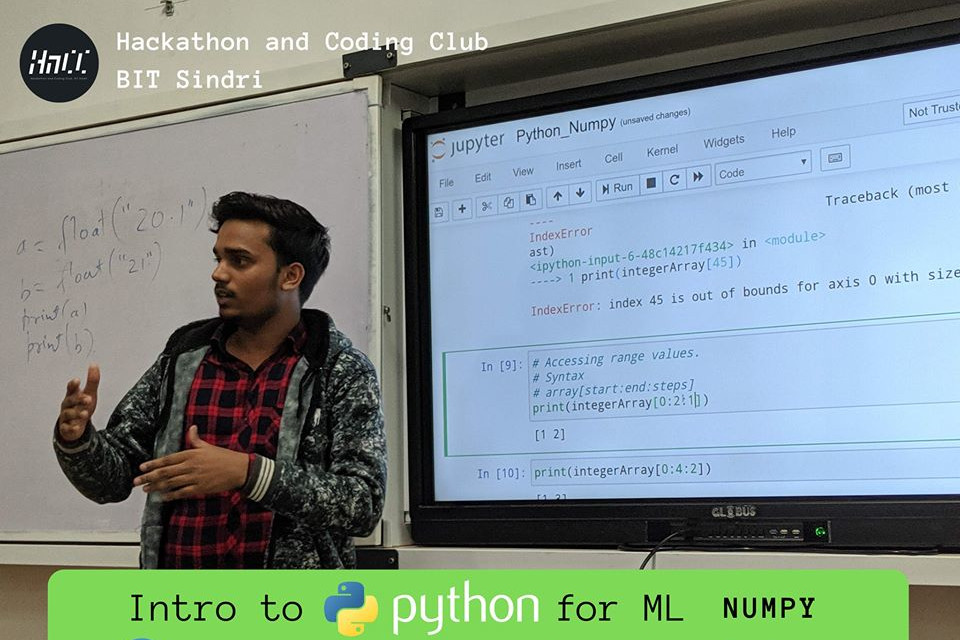 HnCC
Hackathon and Coding Club
BIT Sindri
a = float("20.1")
b = float("21")
print(a)
print(b)
jupyter Python_Numpy (unsaved changes)
Not Trust
File Edit View Insert Cell Kernel Widgets Help
Run Code
----
IndexError Traceback (most
ast)
<ipython-input-6-48c14217f434> in <module>
----> 1 print(integerArray[45])
IndexError: index 45 is out of bounds for axis 0 with size
In [9]: # Accessing range values.
# Syntax
# array[start:end:steps]
print(integerArray[0:2:1])
[1 2]
In [10]: print(integerArray[0:4:2])
[1 3]
GLOBUS
Intro to python for ML NUMPY